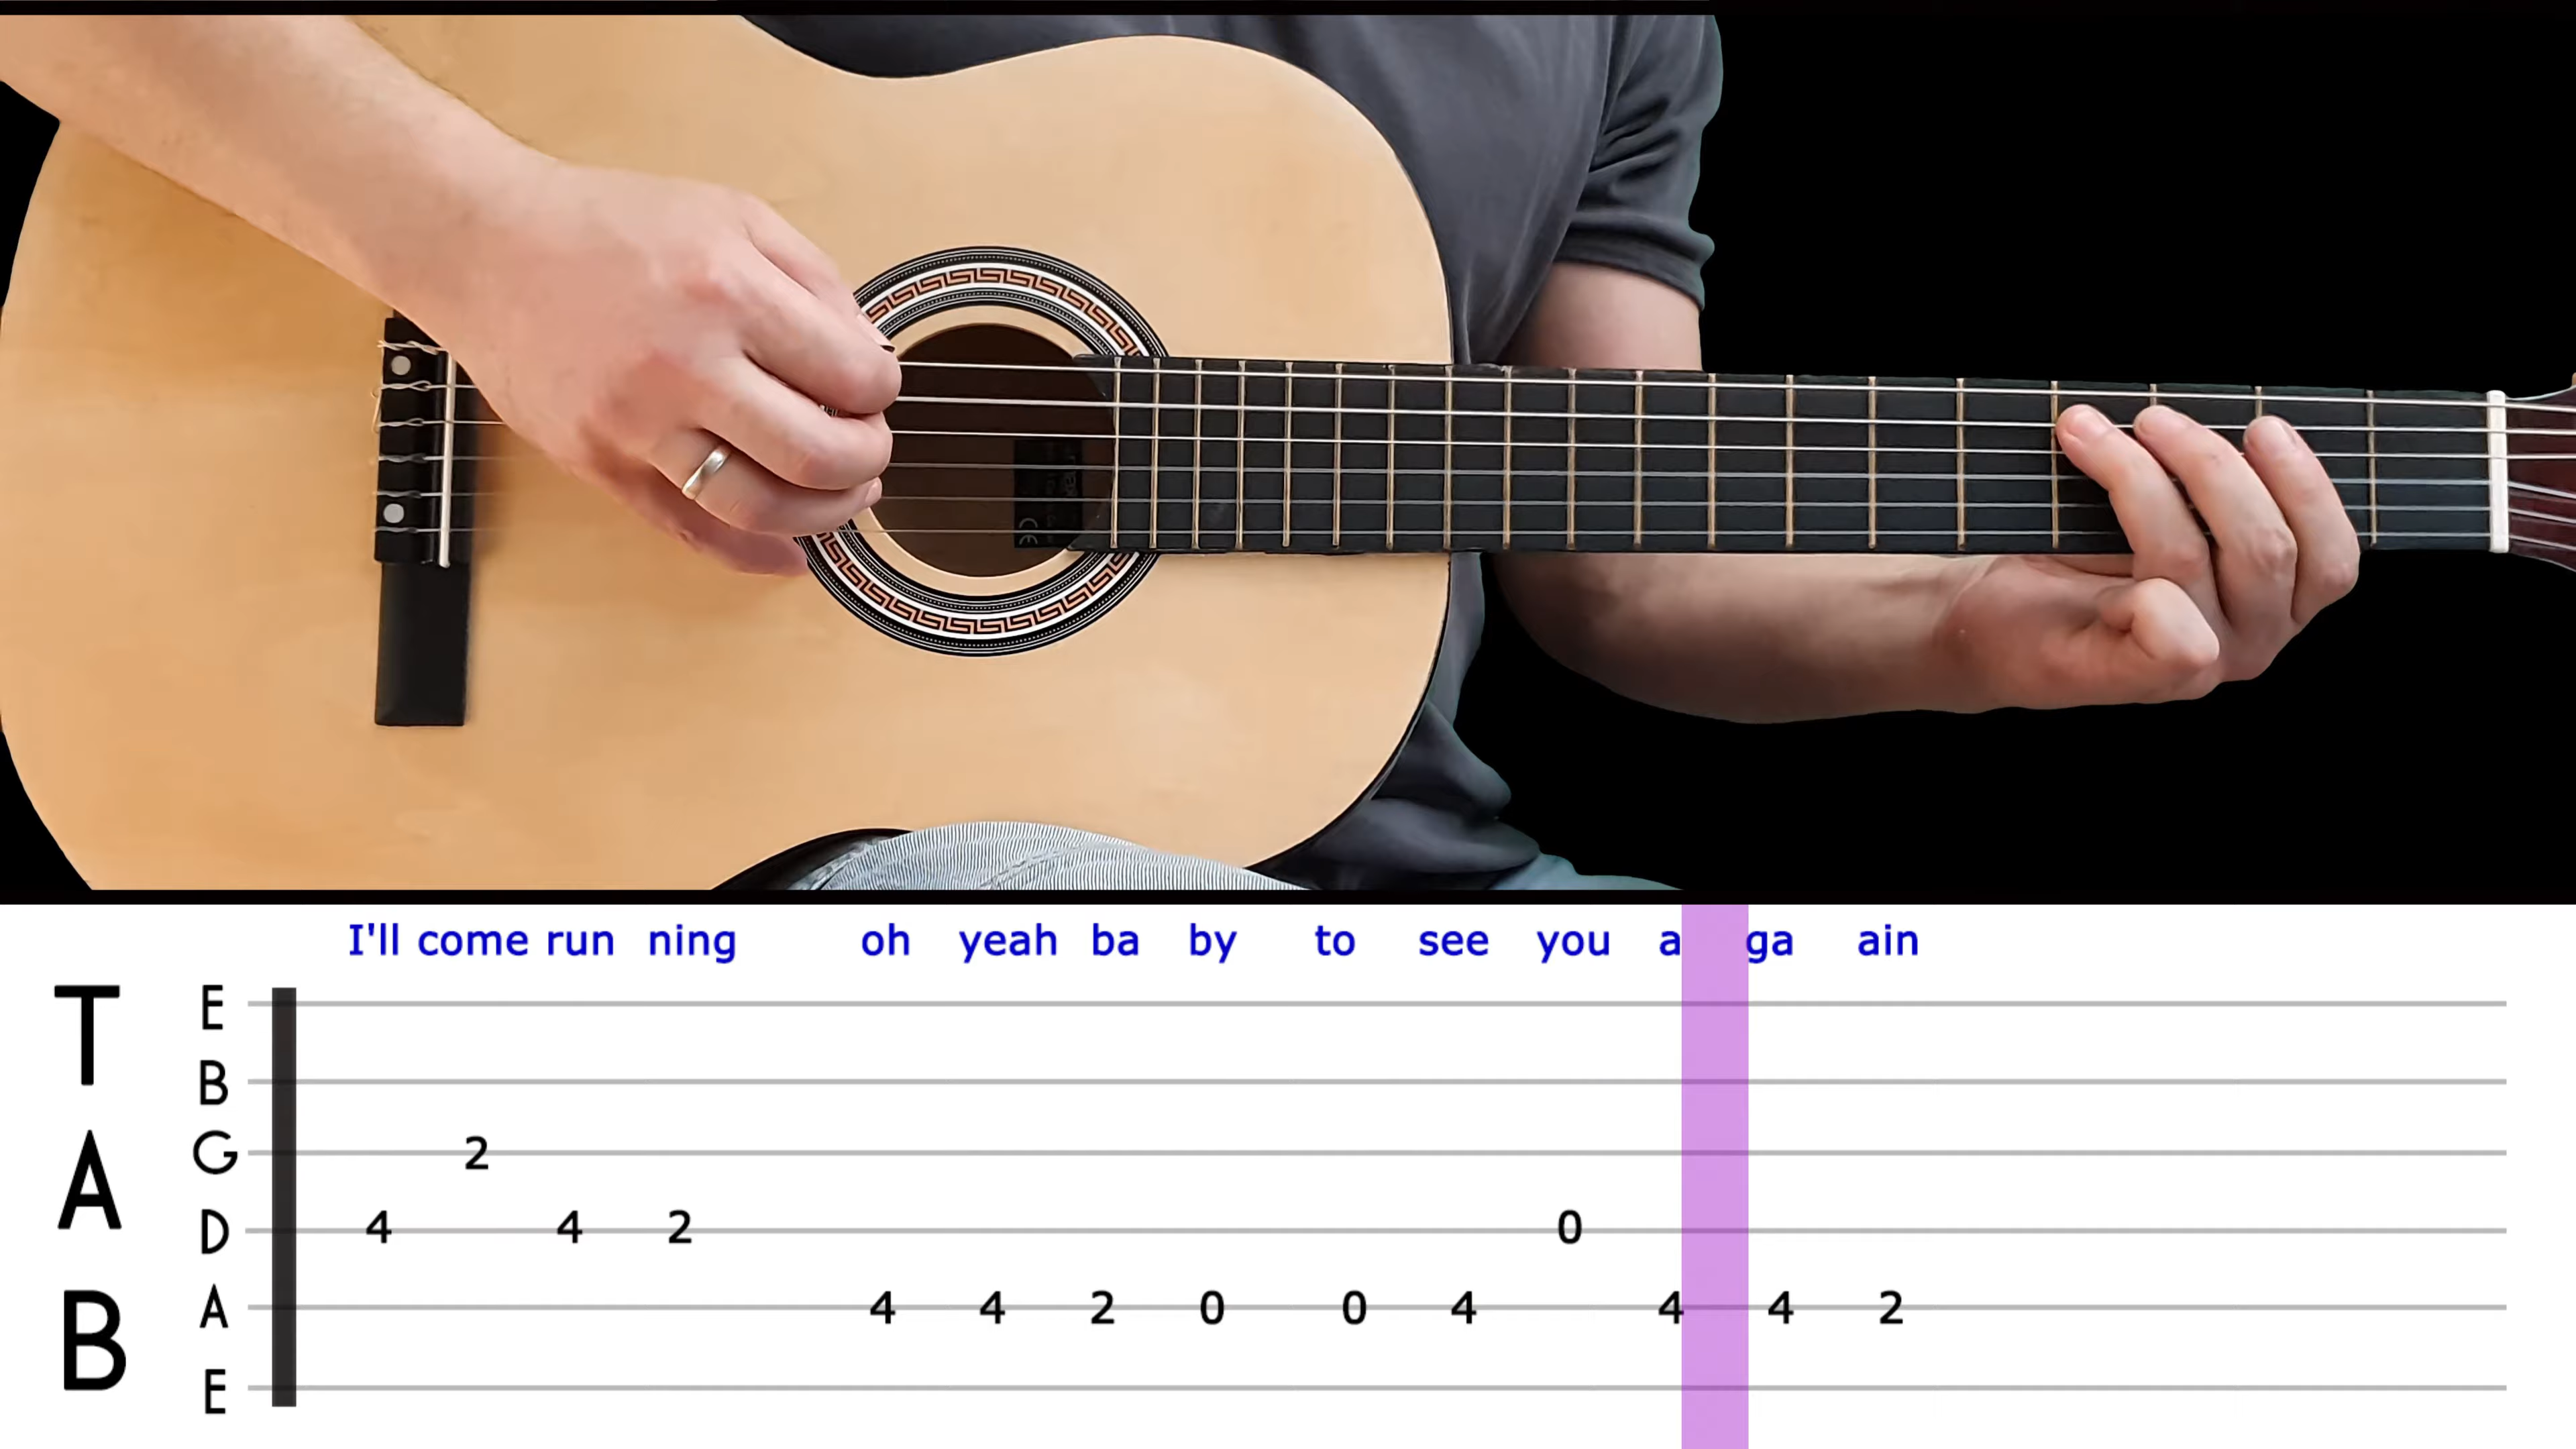 I'll come run ning oh yeah ba by to see you a ga ain
T A B
E
B
G 2
D 4 4 2 0
A 4 4 2 0 0 4 4 4 2
E
CE